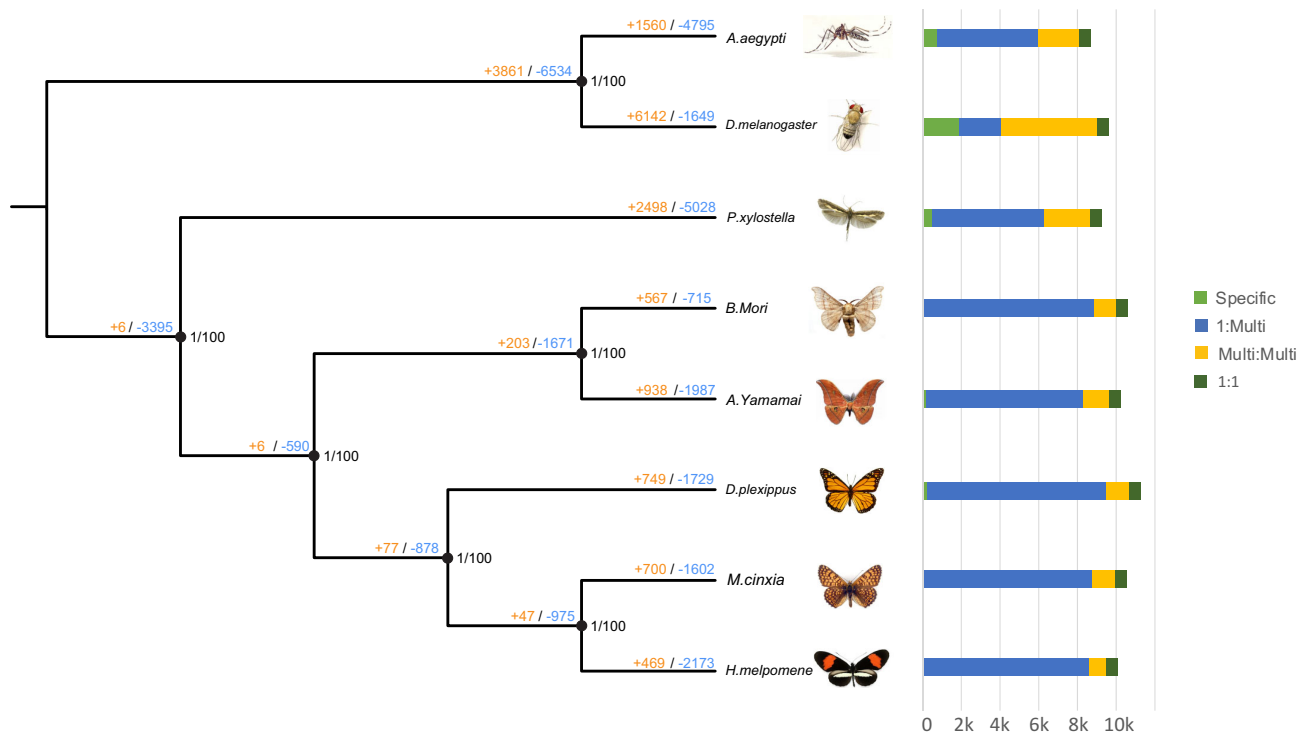 +1560 / -4795
A.aegypti
+3861 / -6534
1/100
+6142 / -1649
D.melanogaster
+2498 / -5028
P.xylostella
+567 / -715
B.Mori
+6 / -3395
1/100
+203 /-1671
1/100
+938 /-1987
A.Yamamai
+6 / -590
1/100
+749 / -1729
D.plexippus
+77 / -878
1/100
+700 / -1602
M.cinxia
+47 / -975
1/100
+469 / -2173
H.melpomene
Specific
1:Multi
Multi:Multi
1:1
0 2k 4k 6k 8k 10k